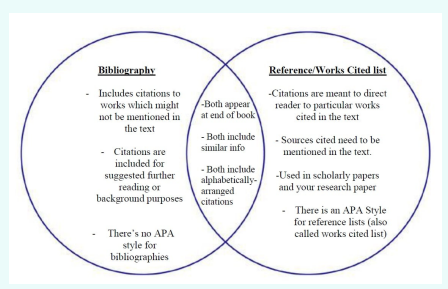 Bibliography
- Includes citations to
works which might
not be mentioned in
the text
- Citations are
included for
suggested further
reading or
background purposes
- There's no APA
style for
bibliographies
-Both appear
at end of book
- Both include
similar info
- Both include
alphabetically-
arranged
citations
Reference/Works Cited list
-Citations are meant to direct
reader to particular works
cited in the text
- Sources cited need to be
mentioned in the text.
-Used in scholarly papers
and your research paper
- There is an APA Style
for reference lists (also
called works cited list)